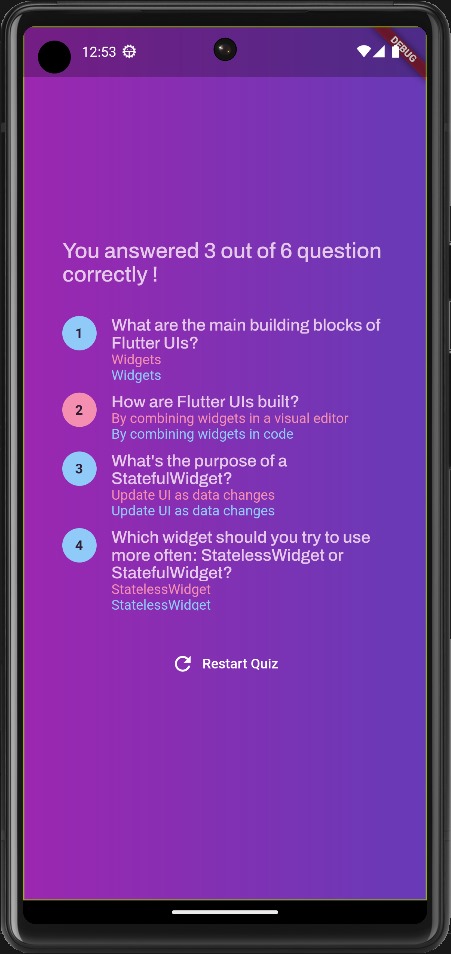 12:53
DEBUG
You answered 3 out of 6 question
correctly !
1
What are the main building blocks of
Flutter UIs?
Widgets
Widgets
2
How are Flutter UIs built?
By combining widgets in a visual editor
By combining widgets in code
3
What's the purpose of a
StatefulWidget?
Update UI as data changes
Update UI as data changes
4
Which widget should you try to use
more often: StatelessWidget or
StatefulWidget?
StatelessWidget
StatelessWidget
Restart Quiz